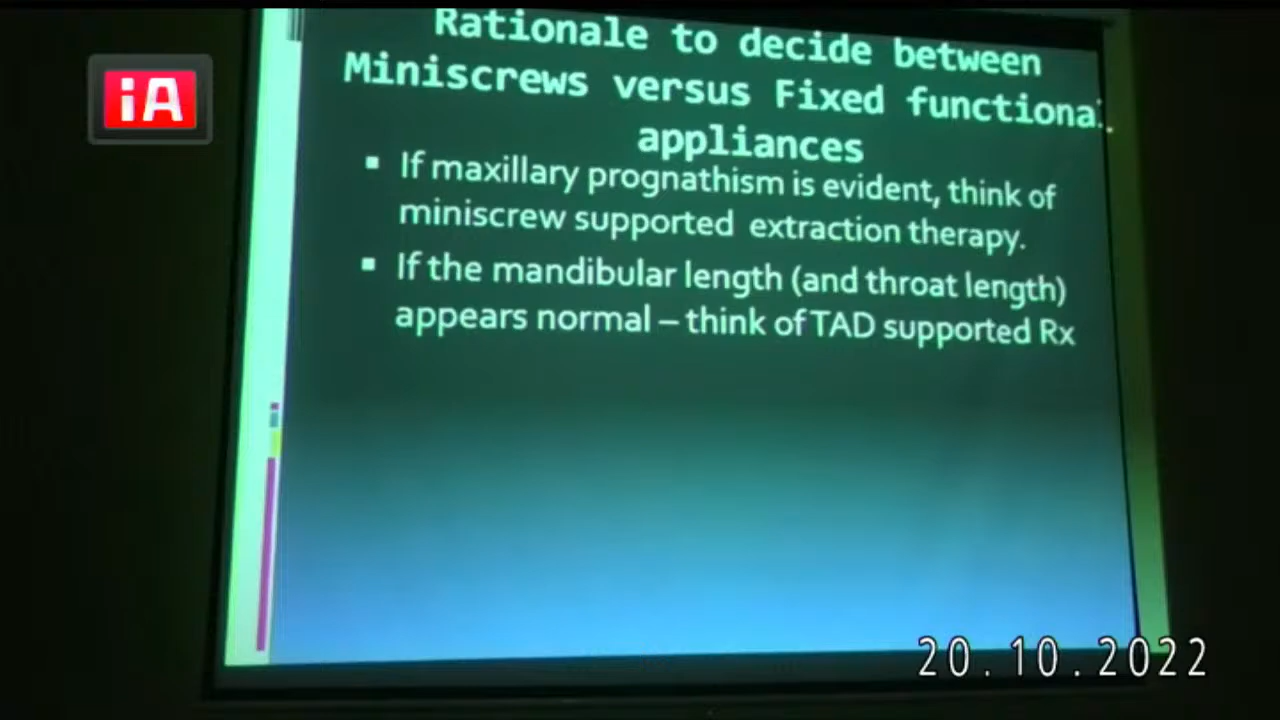 iA
Rationale to decide between
Miniscrews versus Fixed functional
appliances
▪ If maxillary prognathism is evident, think of
miniscrew supported extraction therapy.
▪ If the mandibular length (and throat length)
appears normal – think of TAD supported Rx
20.10.2022